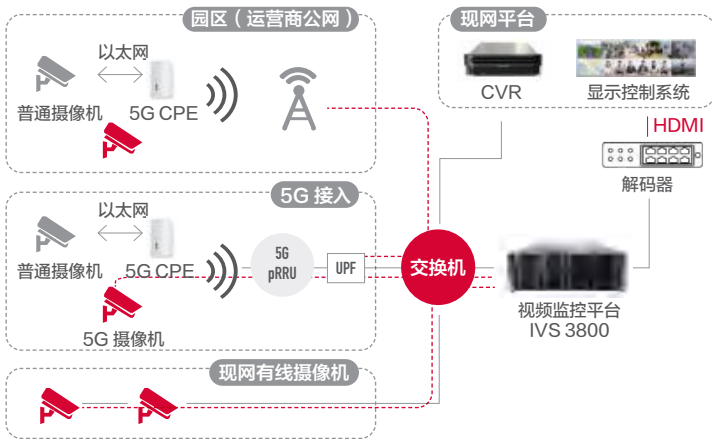 园区（运营商公网）
以太网
普通摄像机
5G CPE
现网平台
CVR
显示控制系统
HDMI
解码器
5G 接入
以太网
普通摄像机
5G CPE
5G
pRRU
UPF
交换机
5G 摄像机
视频监控平台
IVS 3800
现网有线摄像机